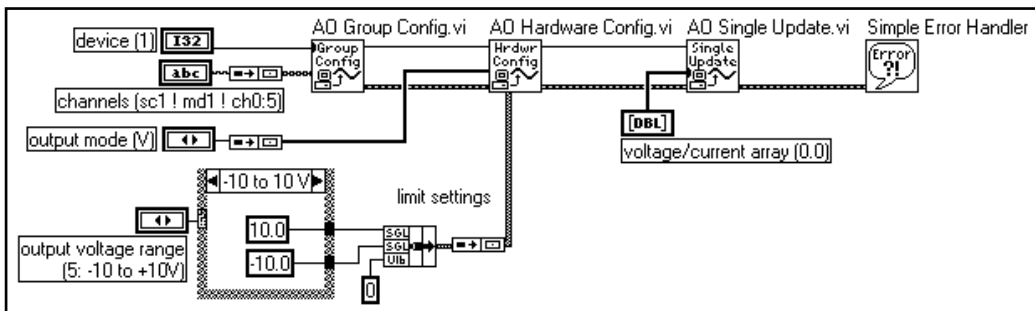 AO Group Config.vi
AO Hardware Config.vi
AO Single Update.vi
Simple Error Handler
device (1)
I32
Group
Config
Hrdwr
Config
Single
Update
Error
?!
abc
channels (sc1 ! md1 ! ch0:5)
output mode (V)
[DBL]
voltage/current array (0.0)
-10 to 10 V
limit settings
10.0
-10.0
SGL
SGL
U16
0
output voltage range
(5: -10 to +10V)